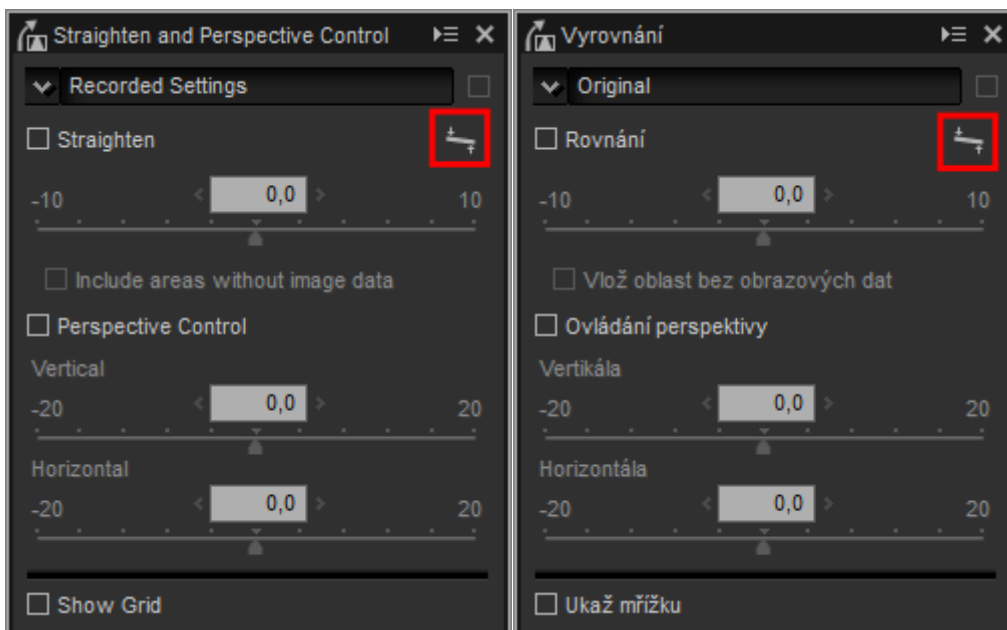 Straighten and Perspective Control
Recorded Settings
Straighten
-10 0,0 10
Include areas without image data
Perspective Control
Vertical
-20 0,0 20
Horizontal
-20 0,0 20
Show Grid
Vyrovnání
Original
Rovnání
-10 0,0 10
Vlož oblast bez obrazových dat
Ovládání perspektivy
Vertikála
-20 0,0 20
Horizontála
-20 0,0 20
Ukaž mřížku